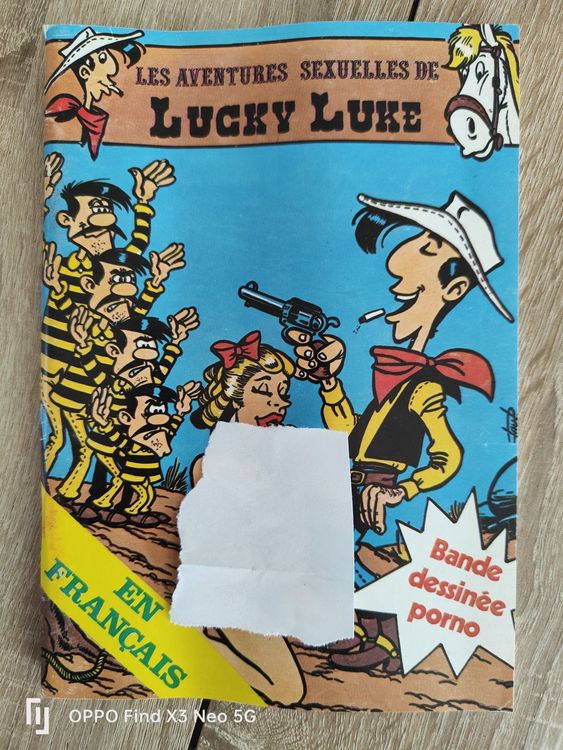 LES AVENTURES SEXUELLES DE
LUCKY LUKE
EN
FRANÇAIS
Bande
dessinée
porno
OPPO Find X3 Neo 5G